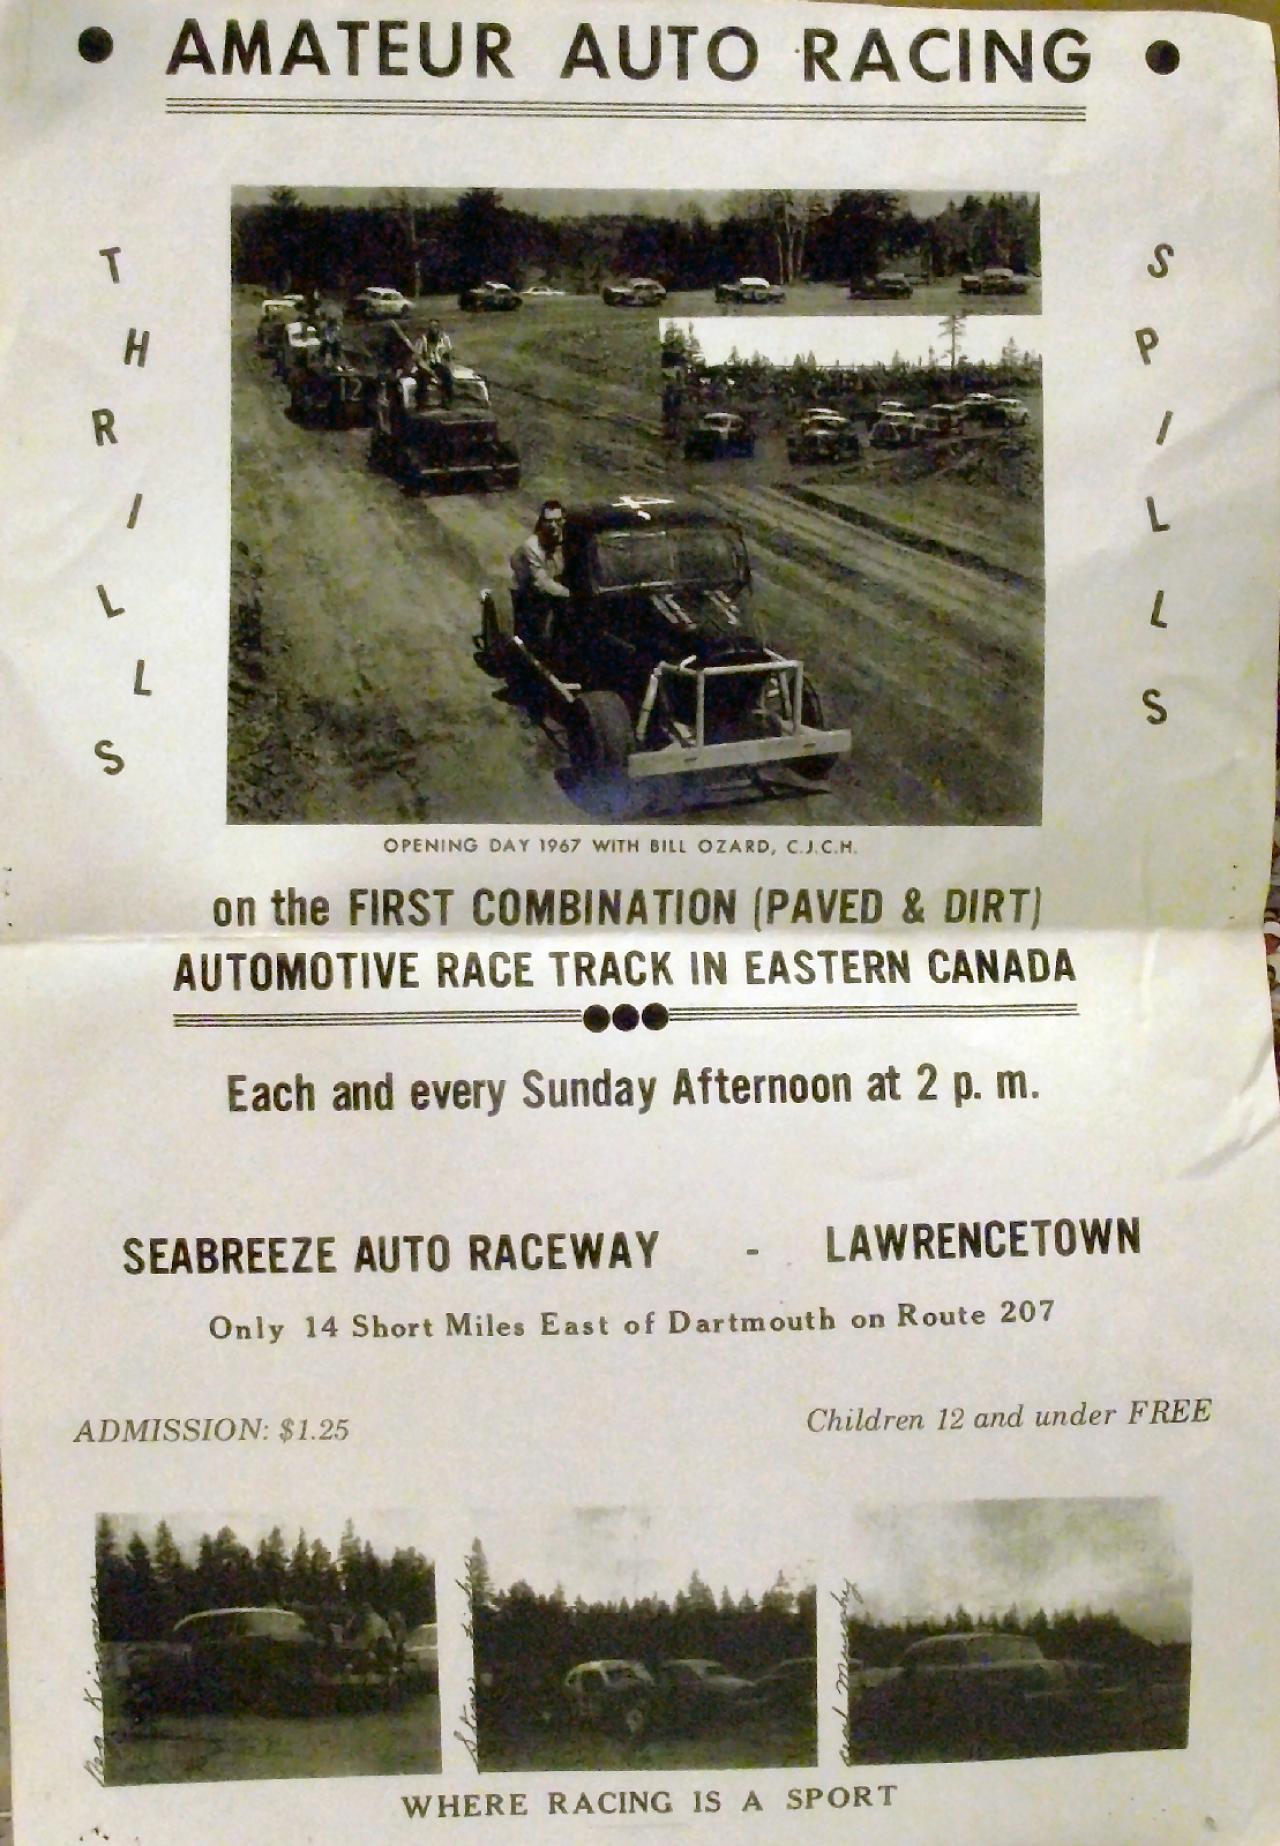 • AMATEUR AUTO RACING •
THRILLS
SPILLS
12
4
OPENING DAY 1967 WITH BILL OZARD, C.J.C.H.
on the FIRST COMBINATION (PAVED & DIRT)
AUTOMOTIVE RACE TRACK IN EASTERN CANADA
Each and every Sunday Afternoon at 2 p. m.
SEABREEZE AUTO RACEWAY - LAWRENCETOWN
Only 14 Short Miles East of Dartmouth on Route 207
ADMISSION: $1.25
Children 12 and under FREE
WHERE RACING IS A SPORT